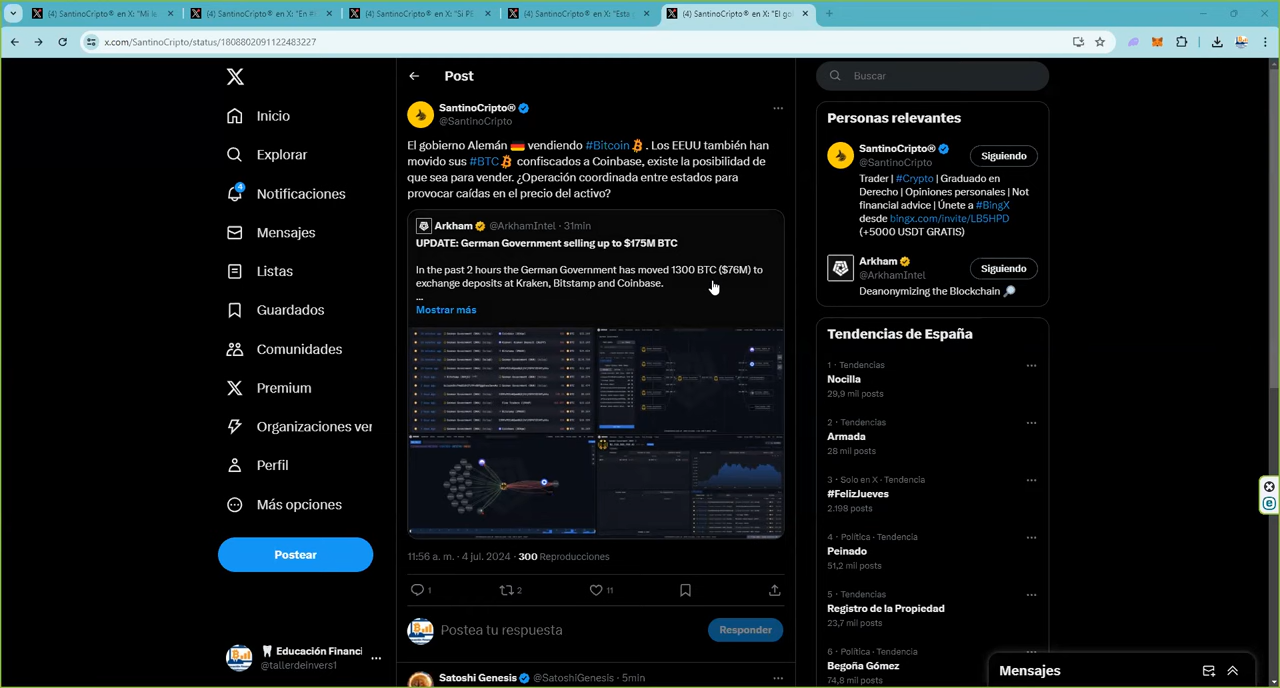 (4) SantinoCripto® en X: "Mi le
(4) SantinoCripto® en X: "En #
(4) SantinoCripto® en X: "Si PE
(4) SantinoCripto® en X: "Esta
(4) SantinoCripto® en X: "El go
x.com/SantinoCripto/status/1808802091122483227
Inicio
Explorar
4
Notificaciones
Mensajes
Listas
Guardados
Comunidades
Premium
Organizaciones ver
Perfil
Más opciones
Postear
Educación Financi
@tallerdeinvers1
Post
SantinoCripto®
@SantinoCripto
El gobierno Alemán 🇩🇪 vendiendo #Bitcoin . Los EEUU también han
movido sus #BTC confiscados a Coinbase, existe la posibilidad de
que sea para vender. ¿Operación coordinada entre estados para
provocar caídas en el precio del activo?
Arkham @ArkhamIntel · 31min
UPDATE: German Government selling up to $175M BTC
In the past 2 hours the German Government has moved 1300 BTC ($76M) to
exchange deposits at Kraken, Bitstamp and Coinbase.
...
Mostrar más
11:56 a. m. · 4 jul. 2024 · 300 Reproducciones
1
2
11
Postea tu respuesta
Responder
Satoshi Genesis @SatoshiGenesis · 5min
Buscar
Personas relevantes
SantinoCripto®
@SantinoCripto
Siguiendo
Trader | #Crypto | Graduado en
Derecho | Opiniones personales | Not
financial advice | Únete a #BingX
desde bingx.com/invite/LB5HPD
(+5000 USDT GRATIS)
Arkham
@ArkhamIntel
Siguiendo
Deanonymizing the Blockchain 🔎
Tendencias de España
1 · Tendencias
Nocilla
29,9 mil posts
2 · Tendencias
Armada
28 mil posts
3 · Solo en X · Tendencia
#FelizJueves
2.198 posts
4 · Política · Tendencia
Peinado
51,2 mil posts
5 · Tendencias
Registro de la Propiedad
23,7 mil posts
6 · Política · Tendencia
Begoña Gómez
74,8 mil posts
Mensajes